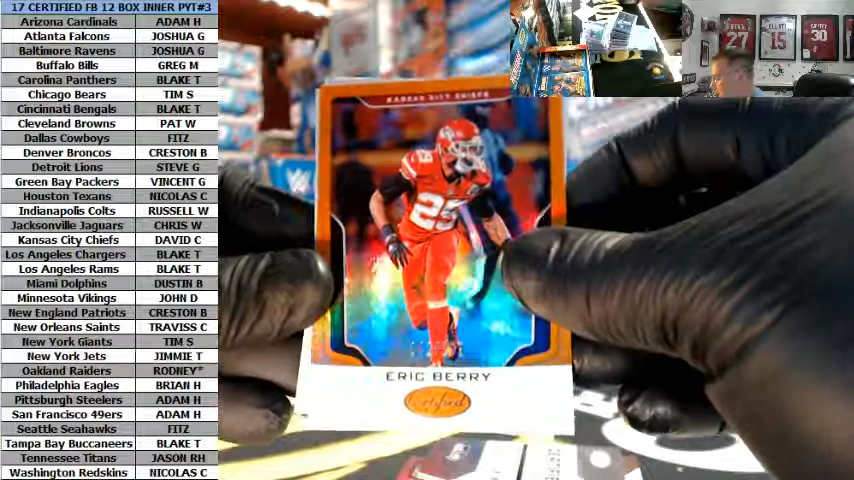 17 CERTIFIED FB 12 BOX INNER PYT#3
Arizona Cardinals ADAM H
Atlanta Falcons JOSHUA G
Baltimore Ravens JOSHUA G
Buffalo Bills GREG M
Carolina Panthers BLAKE T
Chicago Bears TIM S
Cincinnati Bengals BLAKE T
Cleveland Browns PAT W
Dallas Cowboys FITZ
Denver Broncos CRESTON B
Detroit Lions STEVE G
Green Bay Packers VINCENT G
Houston Texans NICOLAS C
Indianapolis Colts RUSSELL W
Jacksonville Jaguars CHRIS W
Kansas City Chiefs DAVID C
Los Angeles Chargers BLAKE T
Los Angeles Rams BLAKE T
Miami Dolphins DUSTIN B
Minnesota Vikings JOHN D
New England Patriots CRESTON B
New Orleans Saints TRAVISS C
New York Giants TIM S
New York Jets JIMMIE T
Oakland Raiders RODNEY*
Philadelphia Eagles BRIAN H
Pittsburgh Steelers ADAM H
San Francisco 49ers ADAM H
Seattle Seahawks FITZ
Tampa Bay Buccaneers BLAKE T
Tennessee Titans JASON RH
Washington Redskins NICOLAS C
KANSAS CITY CHIEFS
29
ERIC BERRY
Certified
27
15
30